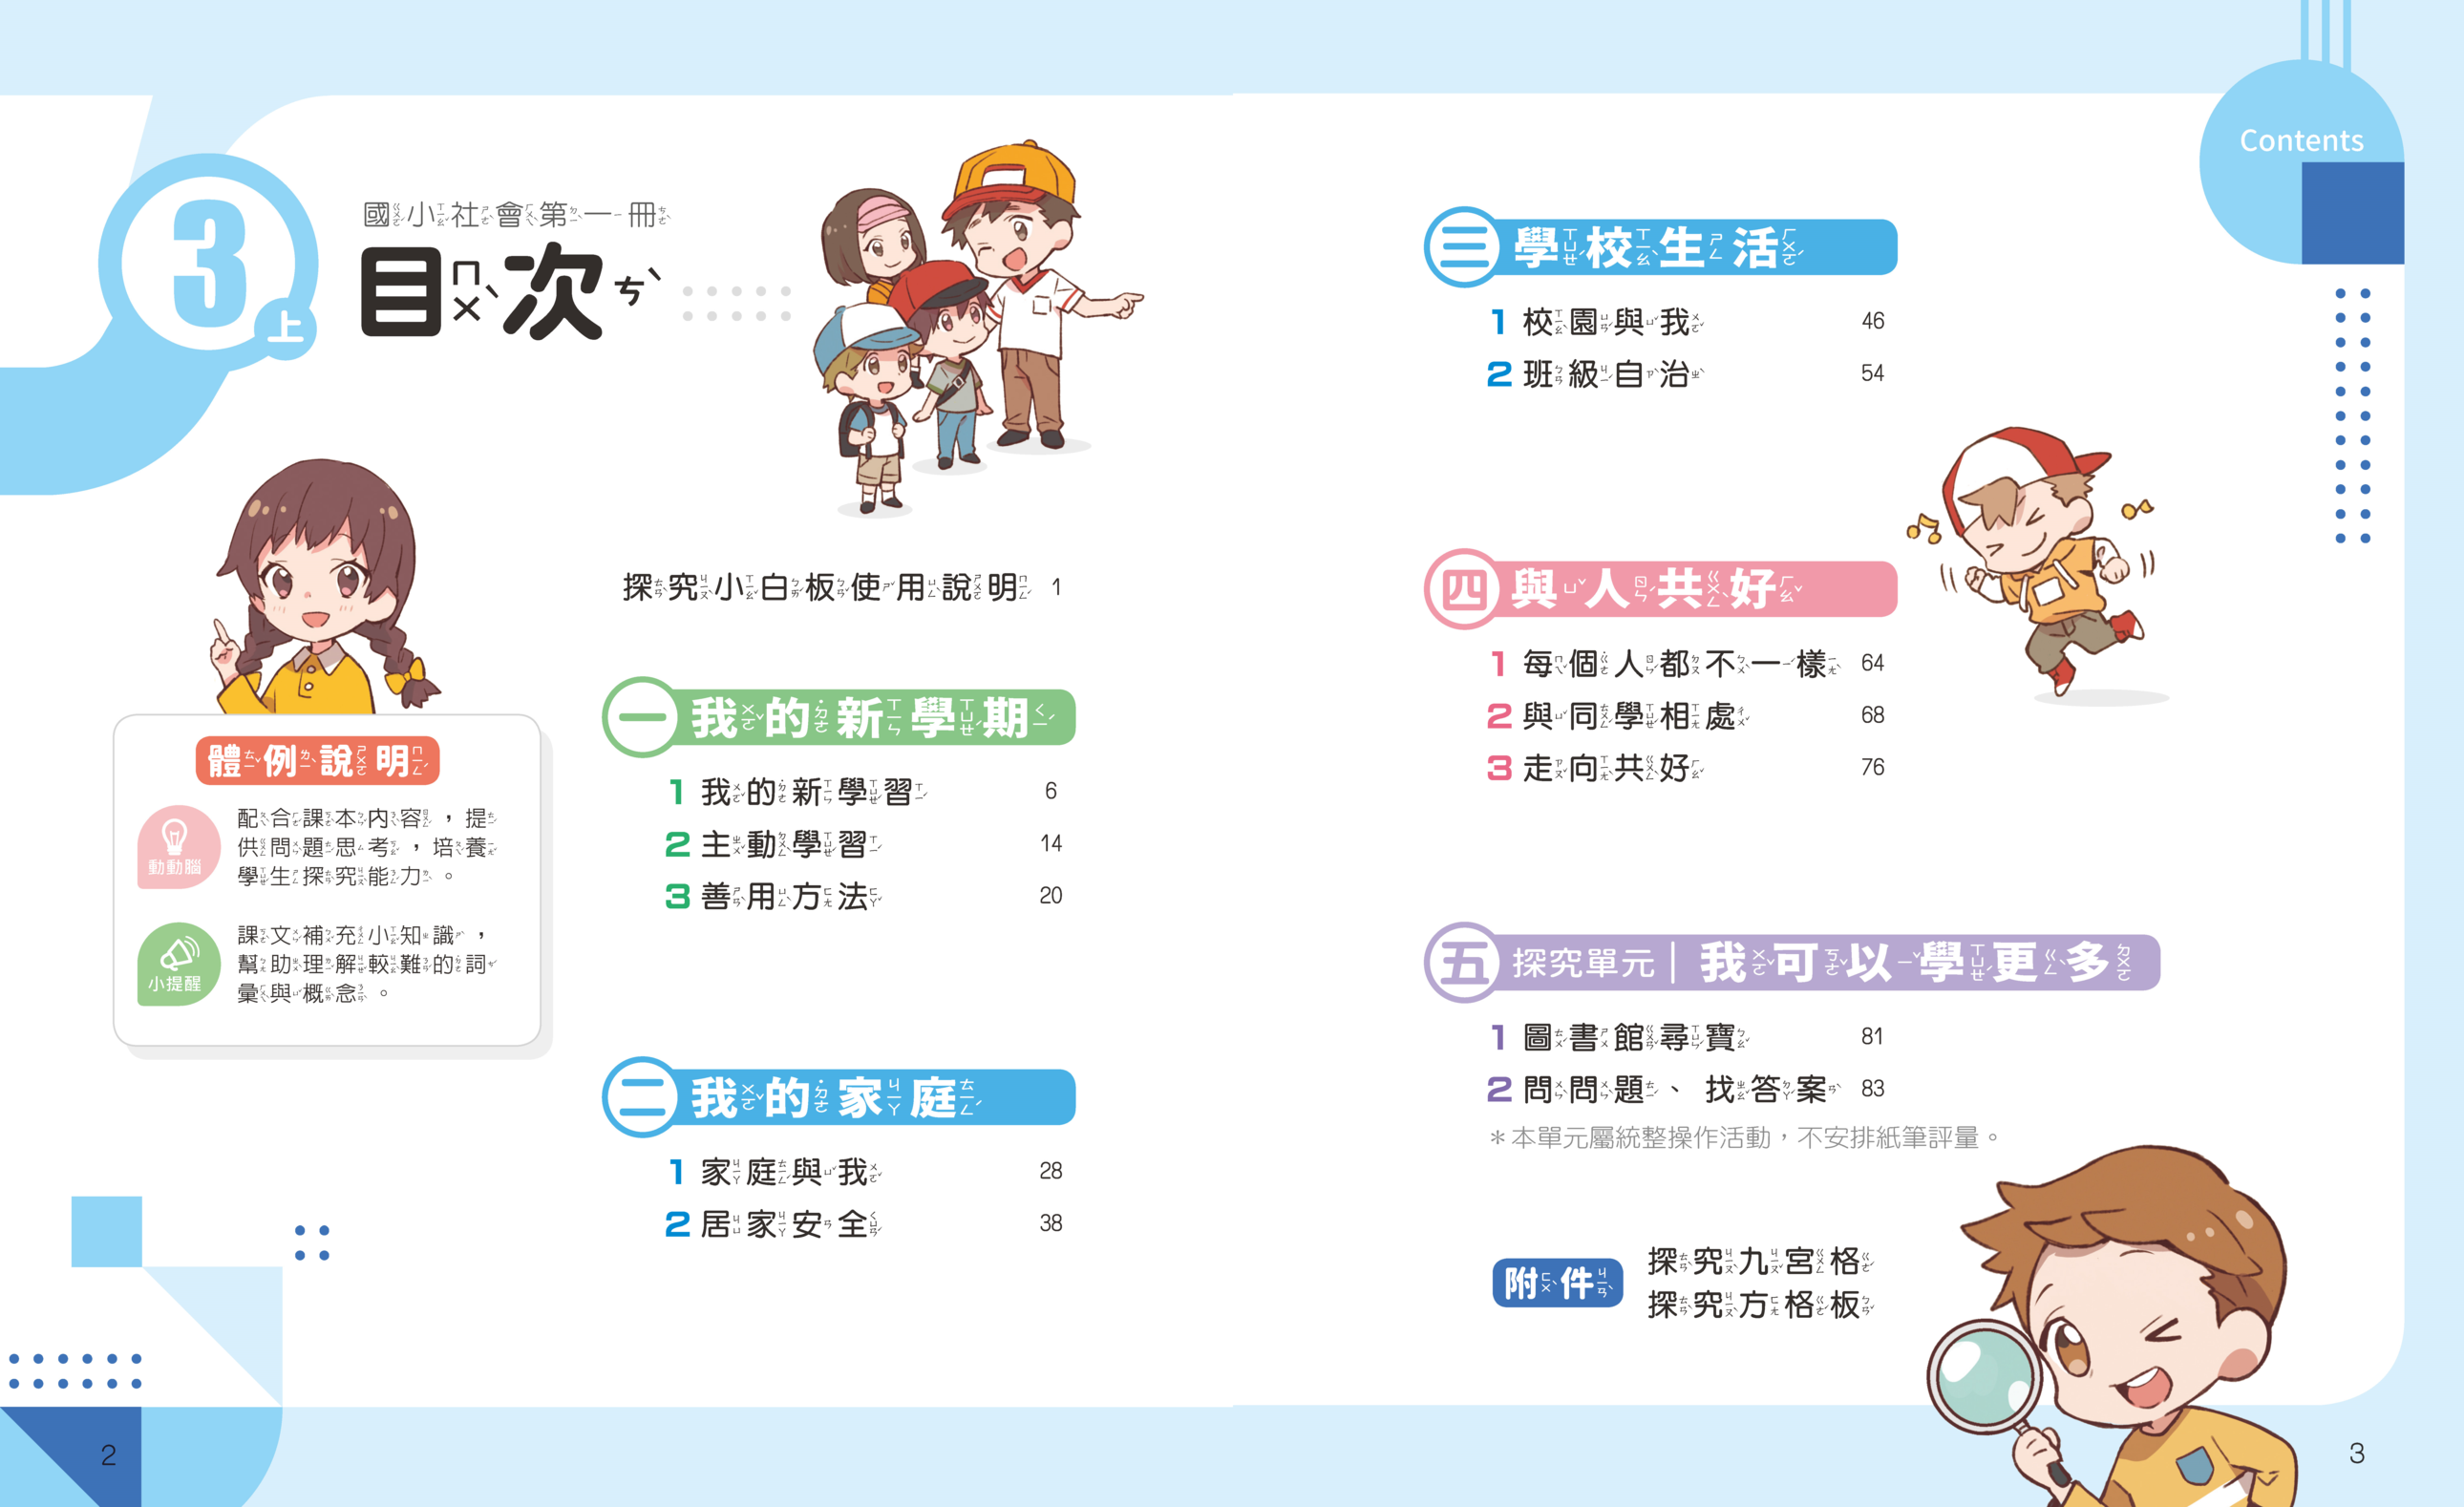 3
上
國小社會第一冊
目次
探究小白板使用說明 1
體例說明
動動腦
配合課本內容，提
供問題思考，培養
學生探究能力。
小提醒
課文補充小知識，
幫助理解較難的詞
彙與概念。
一 我的新學期
1 我的新學習 6
2 主動學習 14
3 善用方法 20
二 我的家庭
1 家庭與我 28
2 居家安全 38
2
Contents
三 學校生活
1 校園與我 46
2 班級自治 54
四 與人共好
1 每個人都不一樣 64
2 與同學相處 68
3 走向共好 76
五 探究單元｜我可以學更多
1 圖書館尋寶 81
2 問問題、找答案 83
＊本單元屬統整操作活動，不安排紙筆評量。
附件
探究九宮格
探究方格板
3